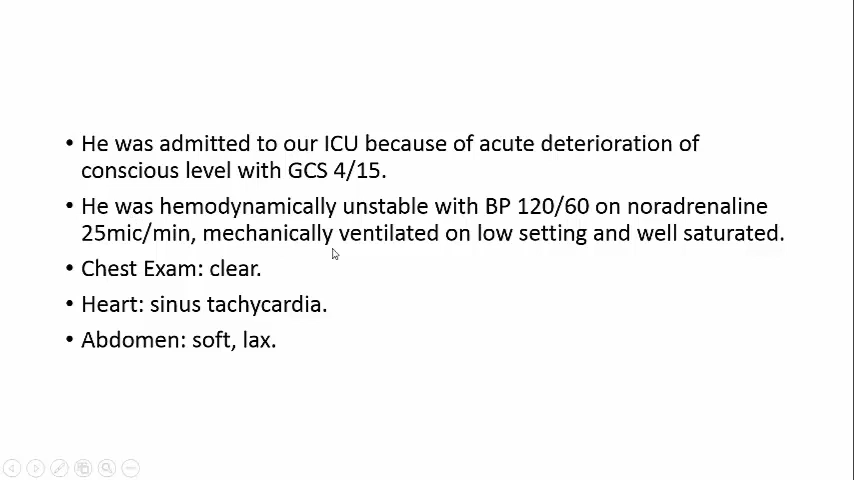 • He was admitted to our ICU because of acute deterioration of
conscious level with GCS 4/15.
• He was hemodynamically unstable with BP 120/60 on noradrenaline
25mic/min, mechanically ventilated on low setting and well saturated.
• Chest Exam: clear.
• Heart: sinus tachycardia.
• Abdomen: soft, lax.